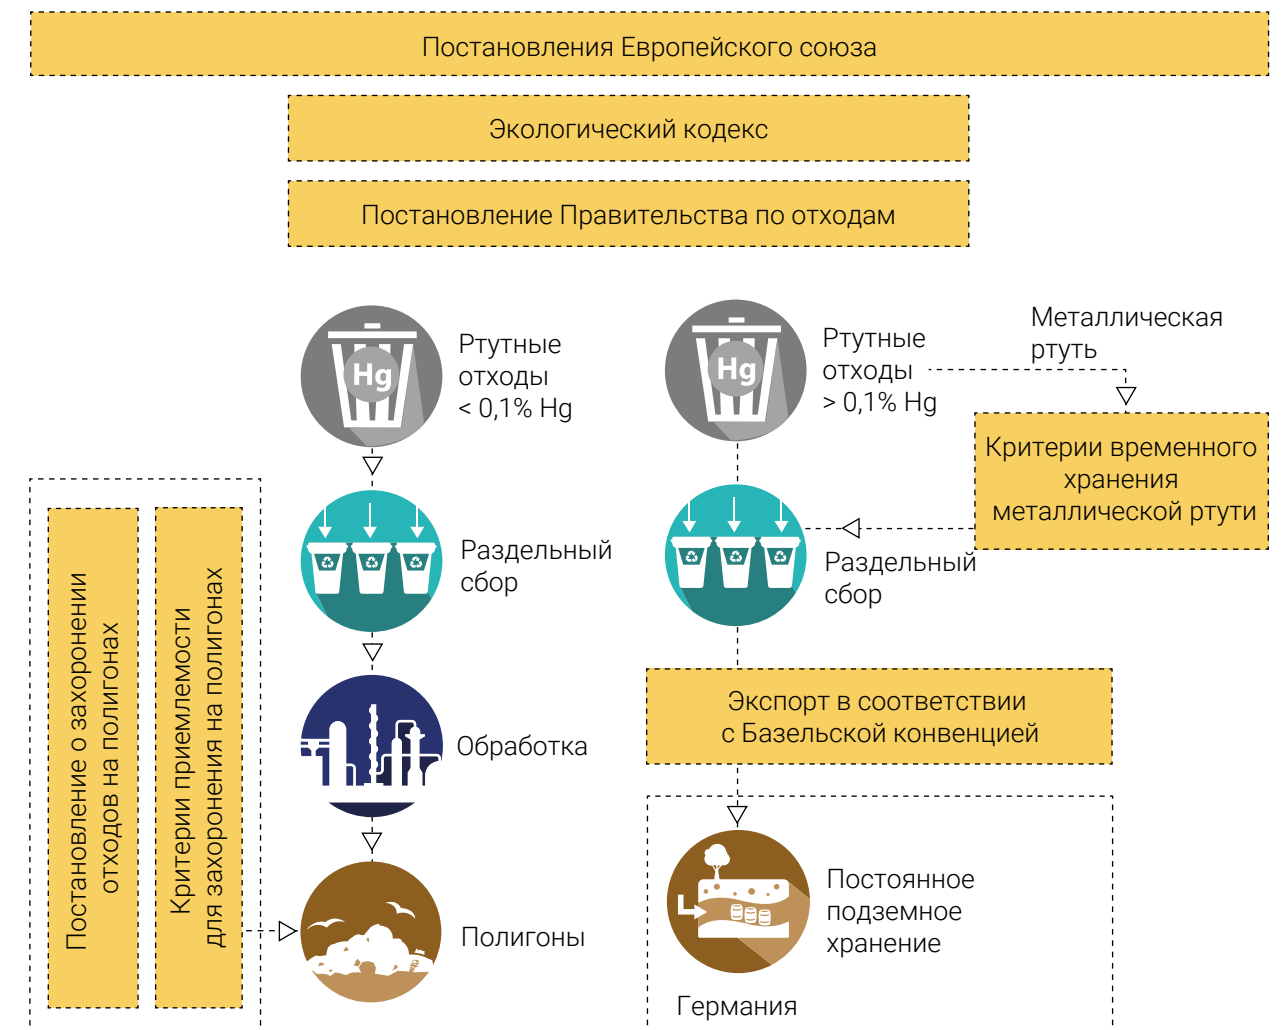 Постановления Европейского союза
Экологический кодекс
Постановление Правительства по отходам
Ртутные
отходы
< 0,1% Hg
Hg
Ртутные
отходы
> 0,1% Hg
Hg
Металлическая
ртуть
Критерии временного
хранения
металлической ртути
Раздельный
сбор
Раздельный
сбор
Постановление о захоронении
отходов на полигонах
Критерии приемлемости
для захоронения на полигонах
Обработка
Экспорт в соответствии
с Базельской конвенцией
Полигоны
Постоянное
подземное
хранение
Германия